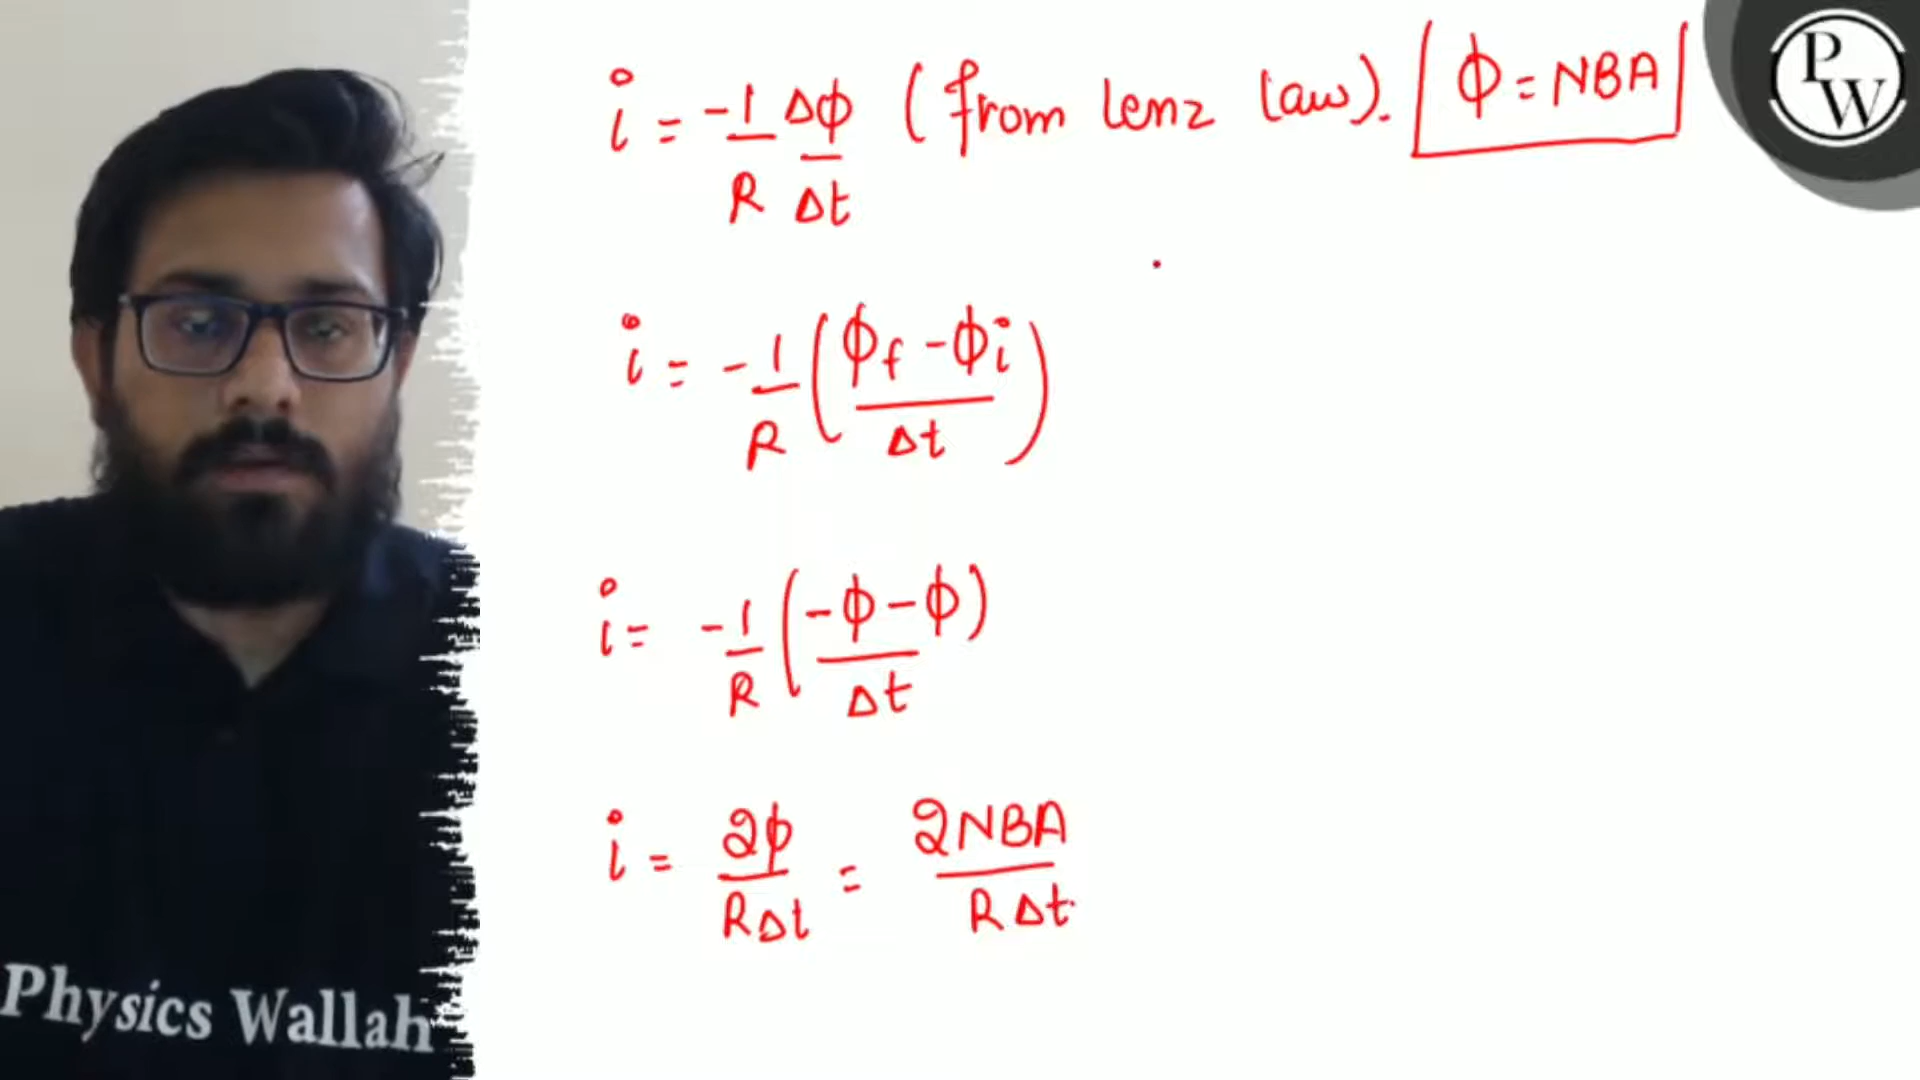 i = -1/R Δϕ/Δt (from lenz law). ϕ = NBA
i = -1/R (ϕf - ϕi / Δt)
i = -1/R (-ϕ - ϕ / Δt)
i = 2ϕ/RΔt = 2NBA/RΔt.
PW
Physics Wallah